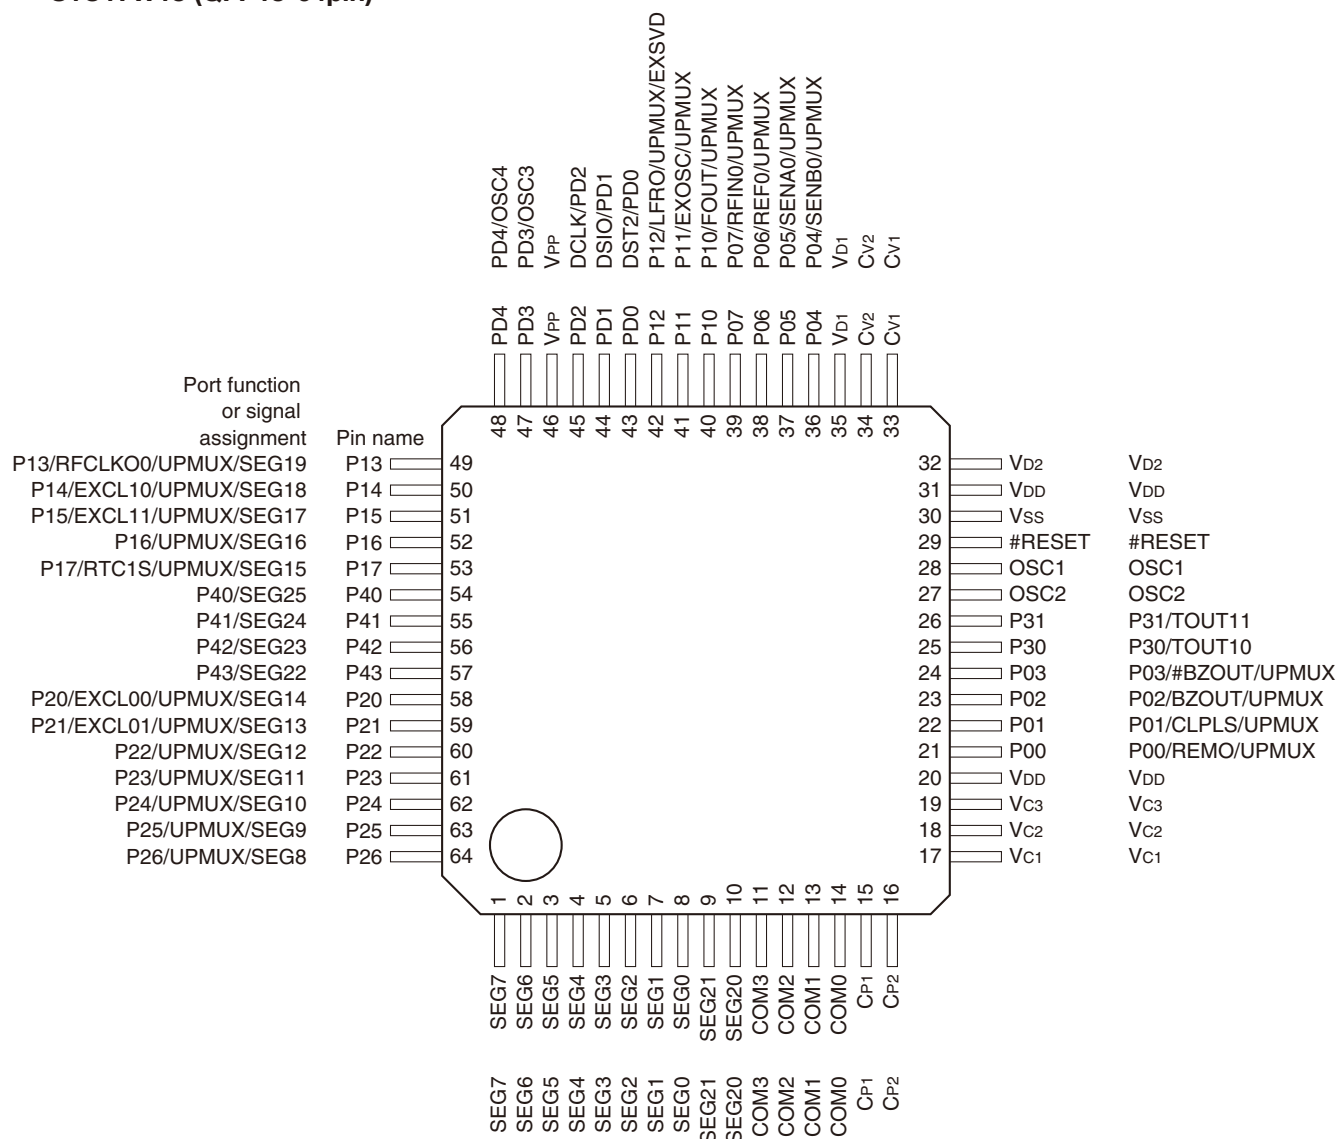 PD4/OSC4
PD3/OSC3
VPP
DCLK/PD2
DSIO/PD1
DST2/PD0
P12/LFRO/UPMUX/EXSVD
P11/EXOSC/UPMUX
P10/FOUT/UPMUX
P07/RFIN0/UPMUX
P06/REF0/UPMUX
P05/SENA0/UPMUX
P04/SENB0/UPMUX
VD1
CV2
CV1
PD4
PD3
VPP
PD2
PD1
PD0
P12
P11
P10
P07
P06
P05
P04
VD1
CV2
CV1
48 47 46 45 44 43 42 41 40 39 38 37 36 35 34 33
Port function
or signal
assignment
Pin name
P13/RFCLKO0/UPMUX/SEG19 P13 49
P14/EXCL10/UPMUX/SEG18 P14 50
P15/EXCL11/UPMUX/SEG17 P15 51
P16/UPMUX/SEG16 P16 52
P17/RTC1S/UPMUX/SEG15 P17 53
P40/SEG25 P40 54
P41/SEG24 P41 55
P42/SEG23 P42 56
P43/SEG22 P43 57
P20/EXCL00/UPMUX/SEG14 P20 58
P21/EXCL01/UPMUX/SEG13 P21 59
P22/UPMUX/SEG12 P22 60
P23/UPMUX/SEG11 P23 61
P24/UPMUX/SEG10 P24 62
P25/UPMUX/SEG9 P25 63
P26/UPMUX/SEG8 P26 64
32 VD2 VD2
31 VDD VDD
30 VSS VSS
29 #RESET #RESET
28 OSC1 OSC1
27 OSC2 OSC2
26 P31 P31/TOUT11
25 P30 P30/TOUT10
24 P03 P03/#BZOUT/UPMUX
23 P02 P02/BZOUT/UPMUX
22 P01 P01/CLPLS/UPMUX
21 P00 P00/REMO/UPMUX
20 VDD VDD
19 VC3 VC3
18 VC2 VC2
17 VC1 VC1
1 2 3 4 5 6 7 8 9 10 11 12 13 14 15 16
SEG7
SEG6
SEG5
SEG4
SEG3
SEG2
SEG1
SEG0
SEG21
SEG20
COM3
COM2
COM1
COM0
CP1
CP2
SEG7
SEG6
SEG5
SEG4
SEG3
SEG2
SEG1
SEG0
SEG21
SEG20
COM3
COM2
COM1
COM0
CP1
CP2